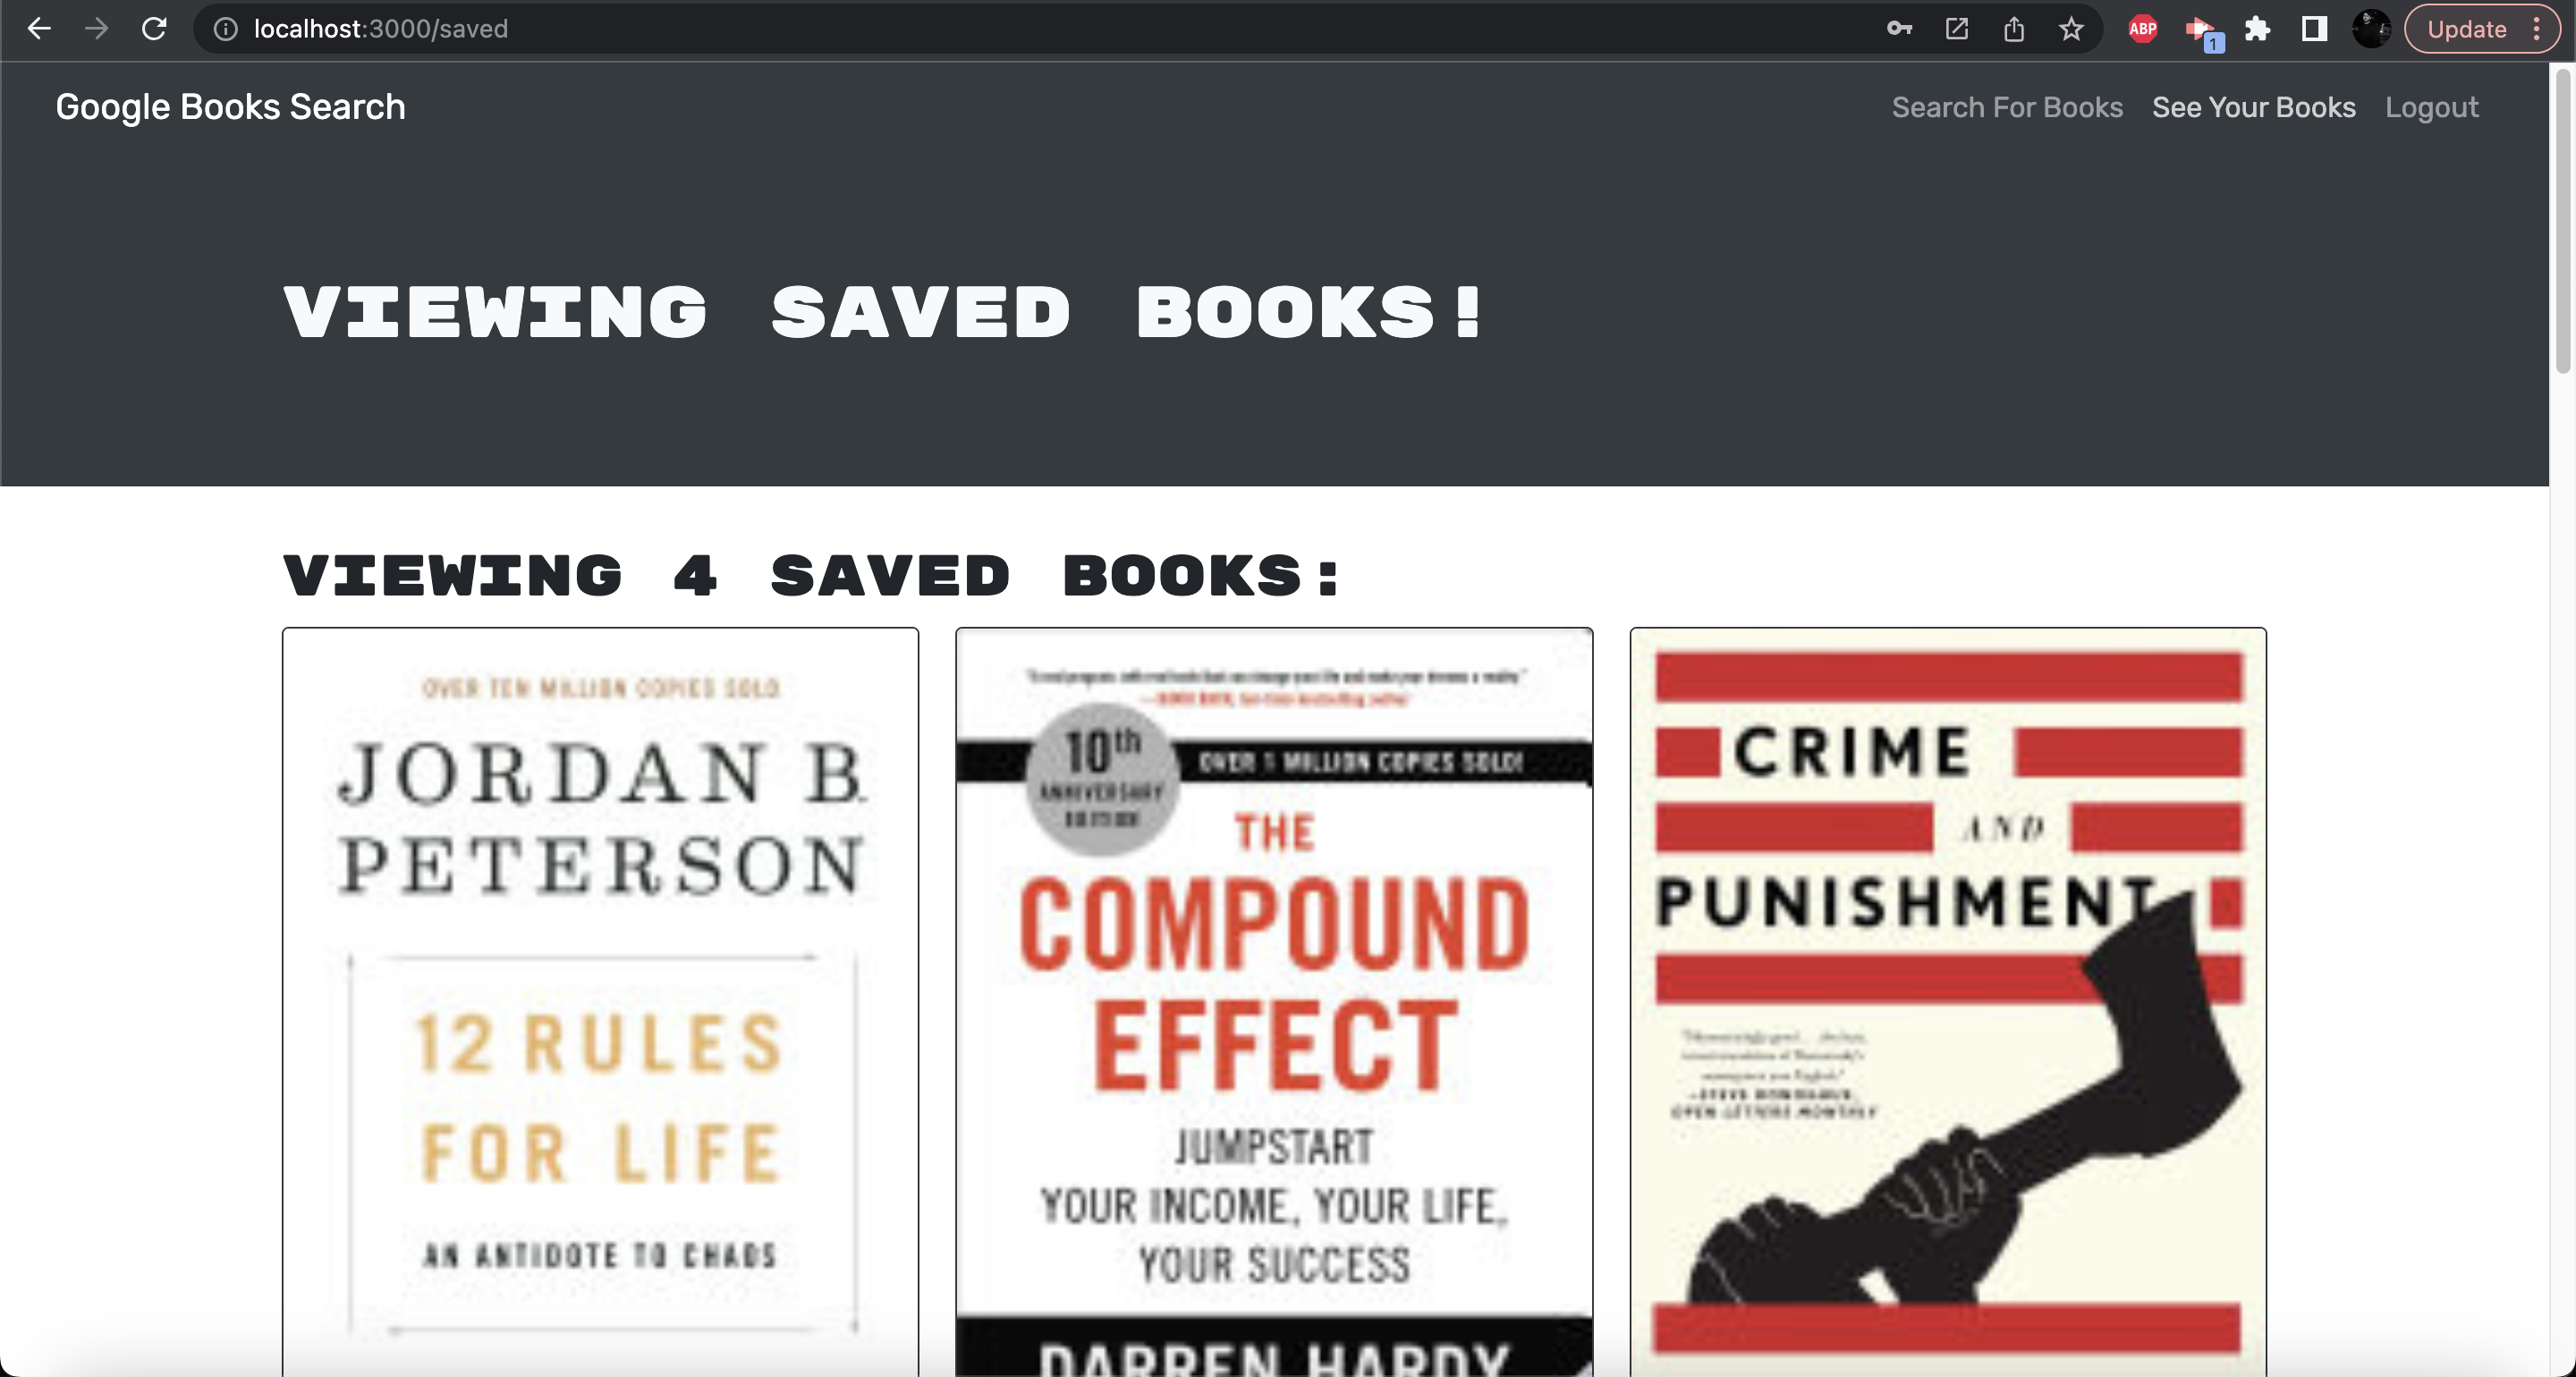 localhost:3000/saved
ABP
1
Update
Google Books Search
Search For Books See Your Books Logout
VIEWING SAVED BOOKS!
VIEWING 4 SAVED BOOKS:
OVER TEN MILLION COPIES SOLD
JORDAN B
PETERSON
12 RULES
FOR LIFE
AN ANTIDOTE TO CHAOS
10th
ANNIVERSARY
EDITION
OVER 1 MILLION COPIES SOLD!
THE
COMPOUND
EFFECT
JUMPSTART
YOUR INCOME, YOUR LIFE,
YOUR SUCCESS
DARREN HARDY
CRIME
AND
PUNISHMENT
OPEN LETTERS MONTHLY